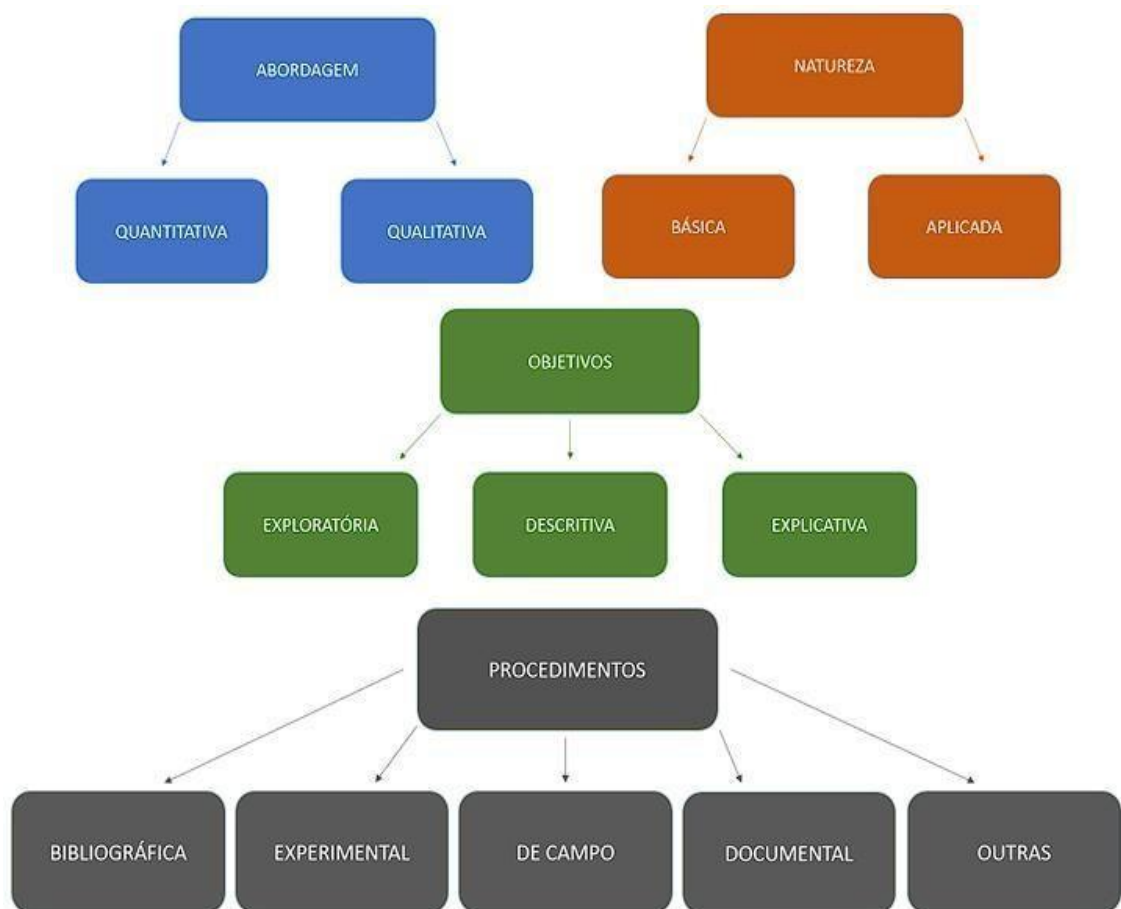 ABORDAGEM
NATUREZA
QUANTITATIVA
QUALITATIVA
BÁSICA
APLICADA
OBJETIVOS
EXPLORATÓRIA
DESCRITIVA
EXPLICATIVA
PROCEDIMENTOS
BIBLIOGRÁFICA
EXPERIMENTAL
DE CAMPO
DOCUMENTAL
OUTRAS